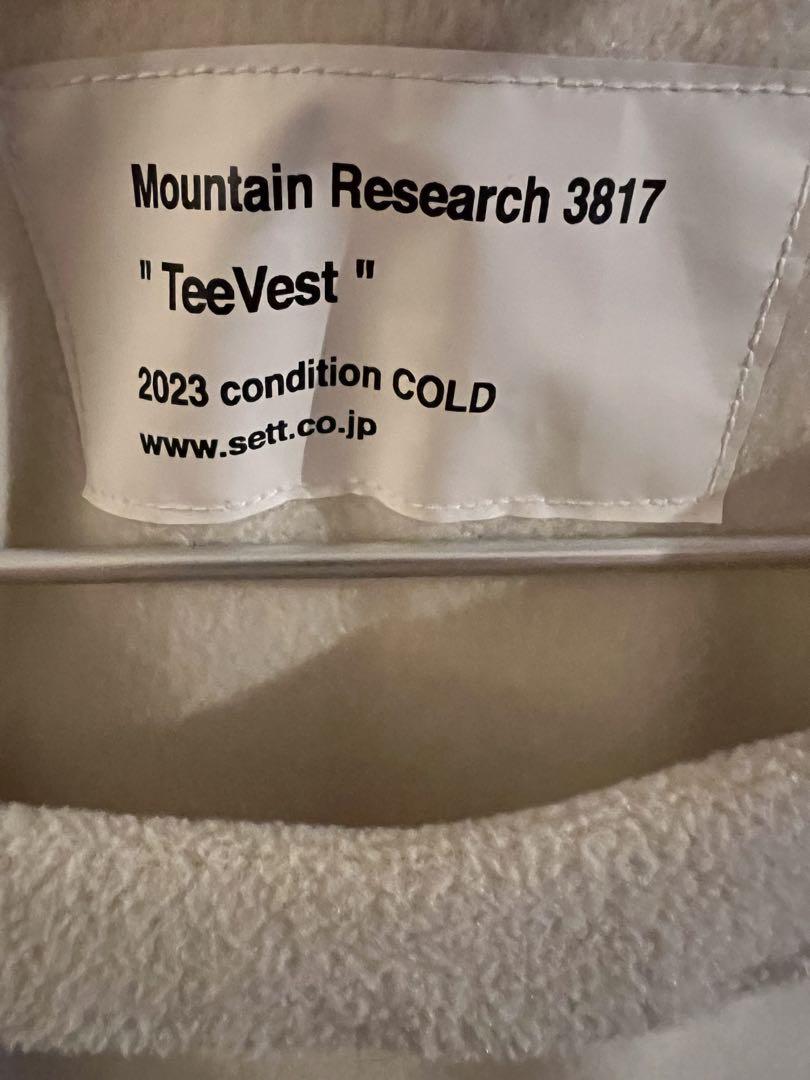 Mountain Research 3817
" TeeVest "
2023 condition COLD
www.sett.co.jp